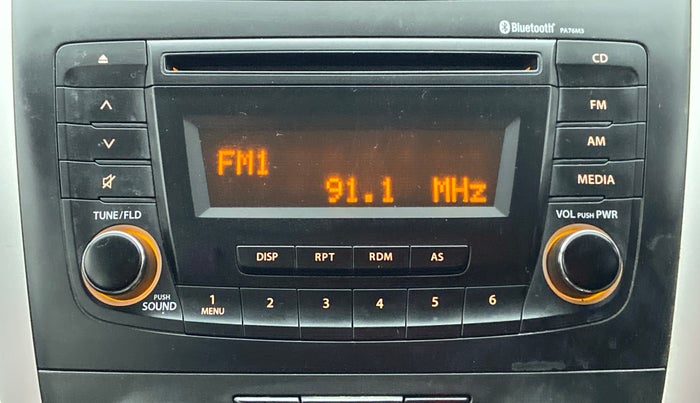 Bluetooth® PA76M3
CD
FM
AM
MEDIA
FM1
91.1 MHz
TUNE/FLD
VOL PUSH PWR
DISP RPT RDM AS
PUSH
SOUND
1 2 3 4 5 6
MENU